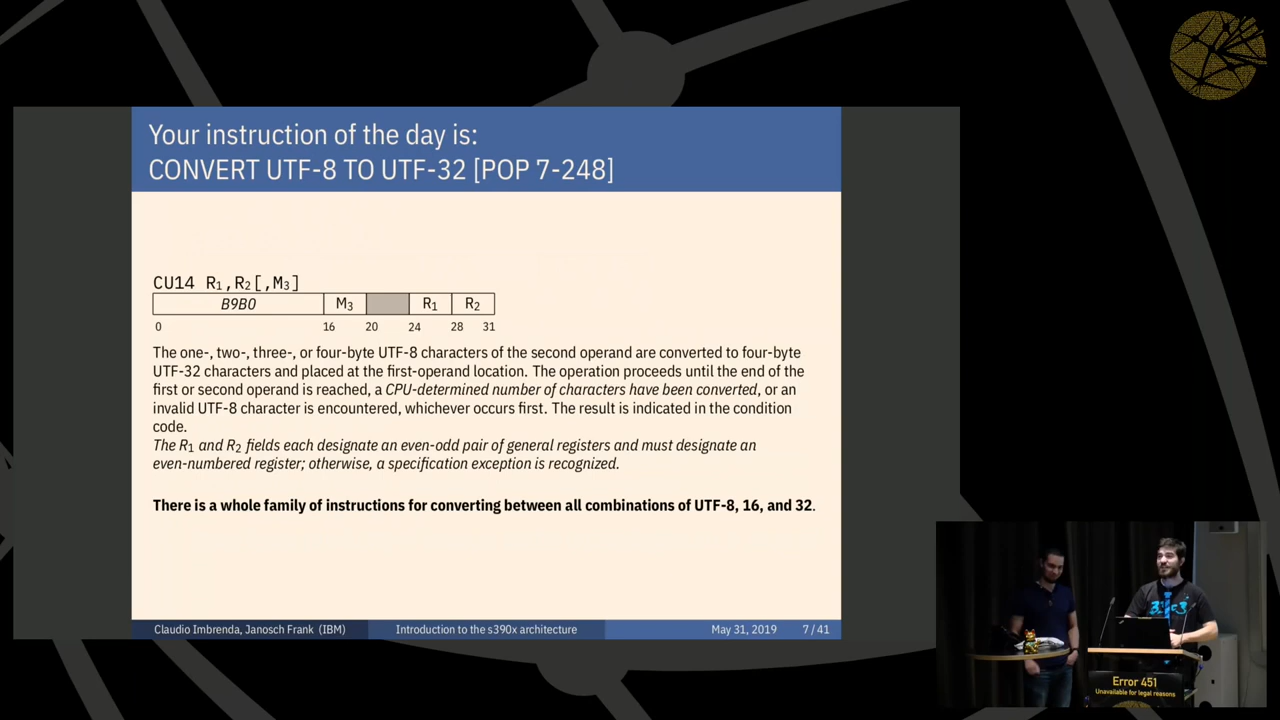 Your instruction of the day is:
CONVERT UTF-8 TO UTF-32 [POP 7-248]
CU14 R1,R2[,M3]
B9B0 M3 R1 R2
0 16 20 24 28 31
The one-, two-, three-, or four-byte UTF-8 characters of the second operand are converted to four-byte
UTF-32 characters and placed at the first-operand location. The operation proceeds until the end of the
first or second operand is reached, a CPU-determined number of characters have been converted, or an
invalid UTF-8 character is encountered, whichever occurs first. The result is indicated in the condition
code.
The R1 and R2 fields each designate an even-odd pair of general registers and must designate an
even-numbered register; otherwise, a specification exception is recognized.
There is a whole family of instructions for converting between all combinations of UTF-8, 16, and 32.
Claudio Imbrenda, Janosch Frank (IBM) Introduction to the s390x architecture May 31, 2019 7 / 41
Error 451
Unavailable for legal reasons